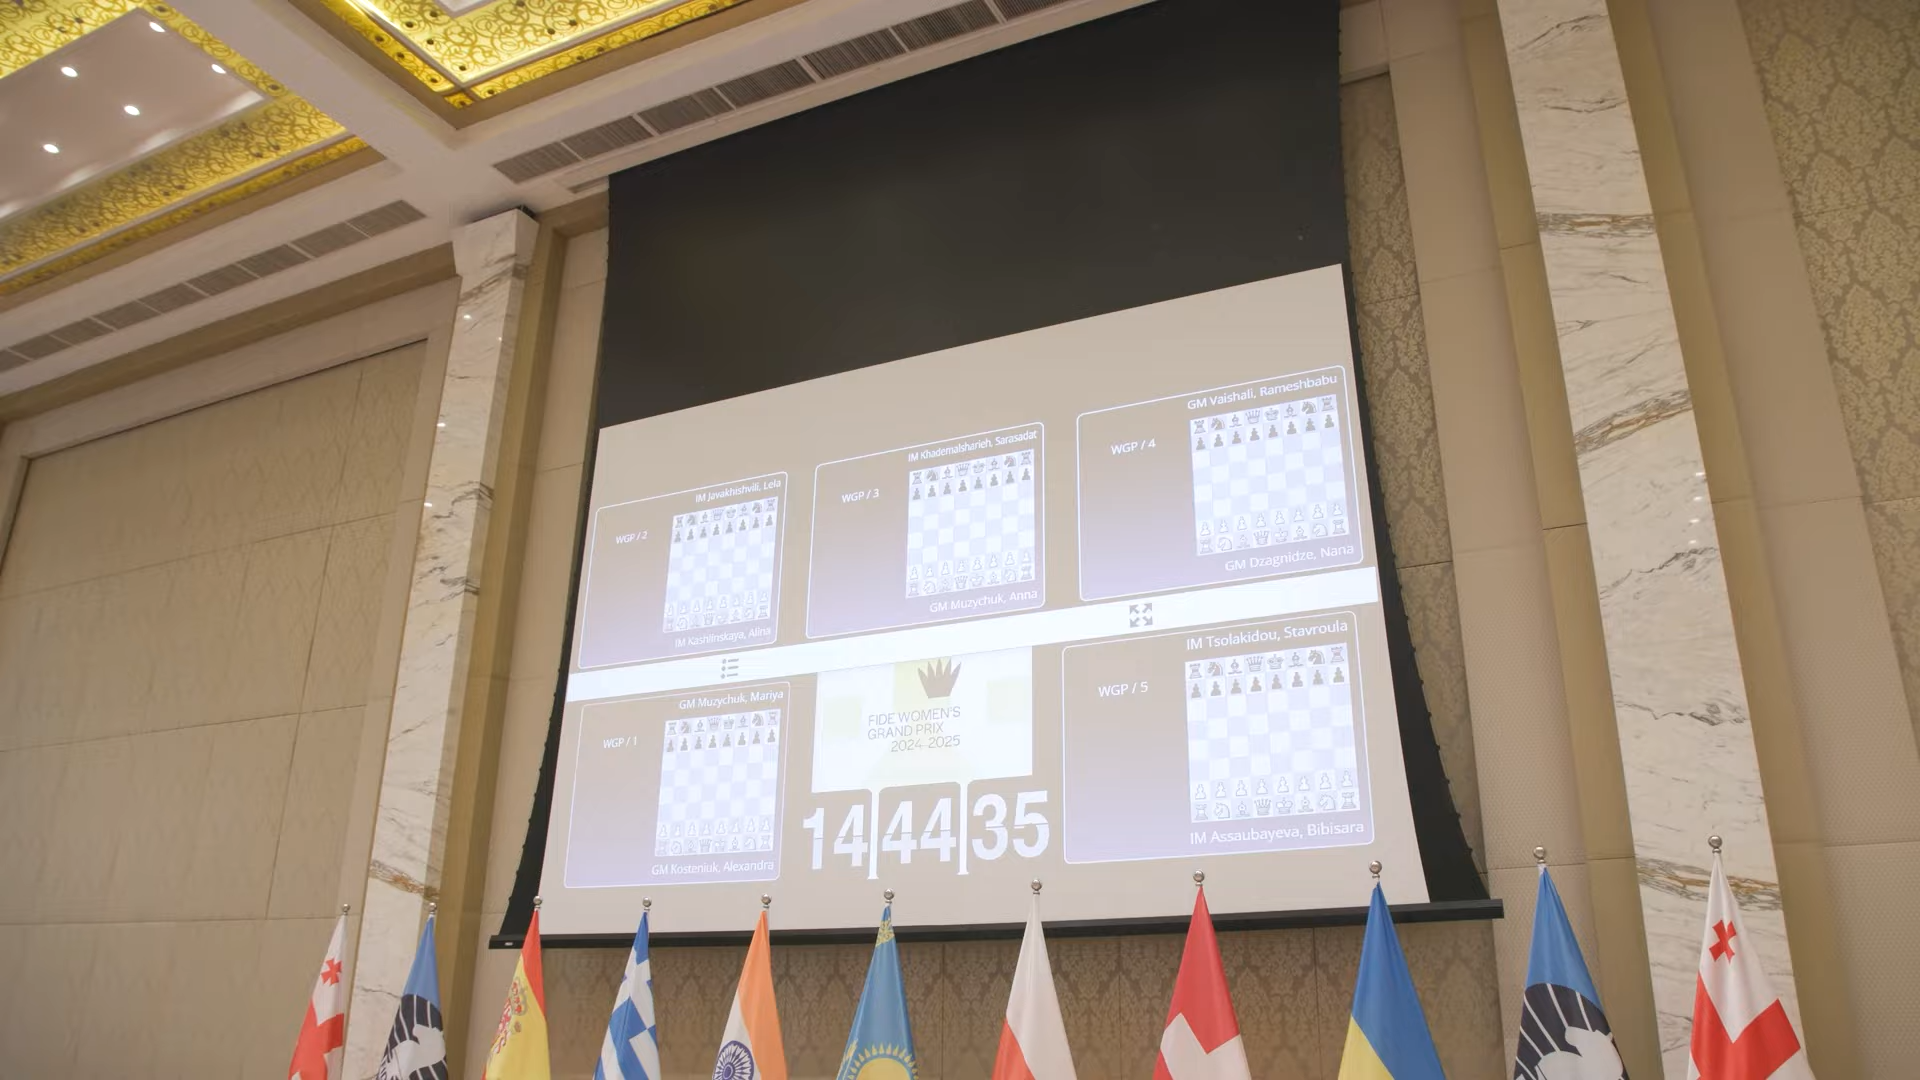 IM Javakhishvili, Lela
WGP / 2
IM Kashlinskaya, Alina
IM Khademalsharieh, Sarasadat
WGP / 3
GM Muzychuk, Anna
GM Vaishali, Rameshbabu
WGP / 4
GM Dzagnidze, Nana
GM Muzychuk, Mariya
WGP / 1
GM Kosteniuk, Alexandra
FIDE WOMEN'S
GRAND PRIX
2024-2025
14 44 35
IM Tsolakidou, Stavroula
WGP / 5
IM Assaubayeva, Bibisara